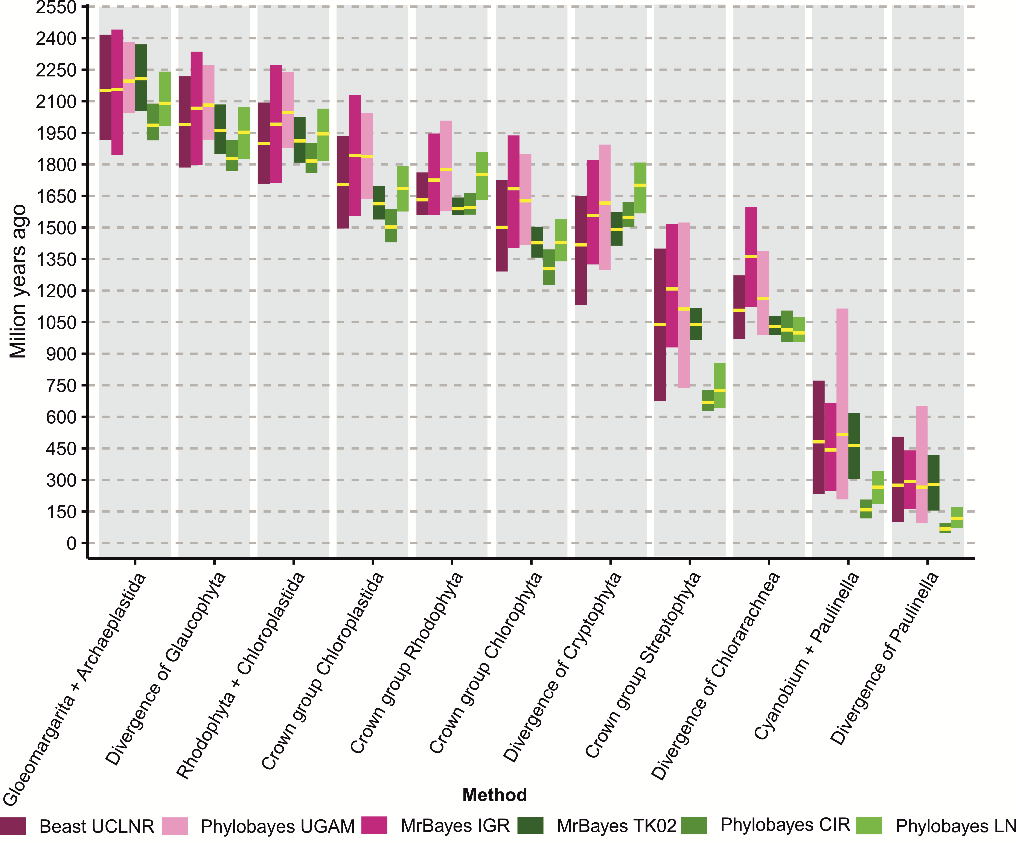 2550
2400
2250
2100
1950
1800
1650
1500
1350
1200
1050
900
750
600
450
300
150
0
Milion years ago
Gloeomargarita + Archaeplastida
Divergence of Glaucophyta
Rhodophyta + Chloroplastida
Crown group Chloroplastida
Crown group Rhodophyta
Crown group Chlorophyta
Divergence of Cryptophyta
Crown group Streptophyta
Divergence of Chlorarachnea
Cyanobium + Paulinella
Divergence of Paulinella
Method
Beast UCLNR Phylobayes UGAM MrBayes IGR MrBayes TK02 Phylobayes CIR Phylobayes LN